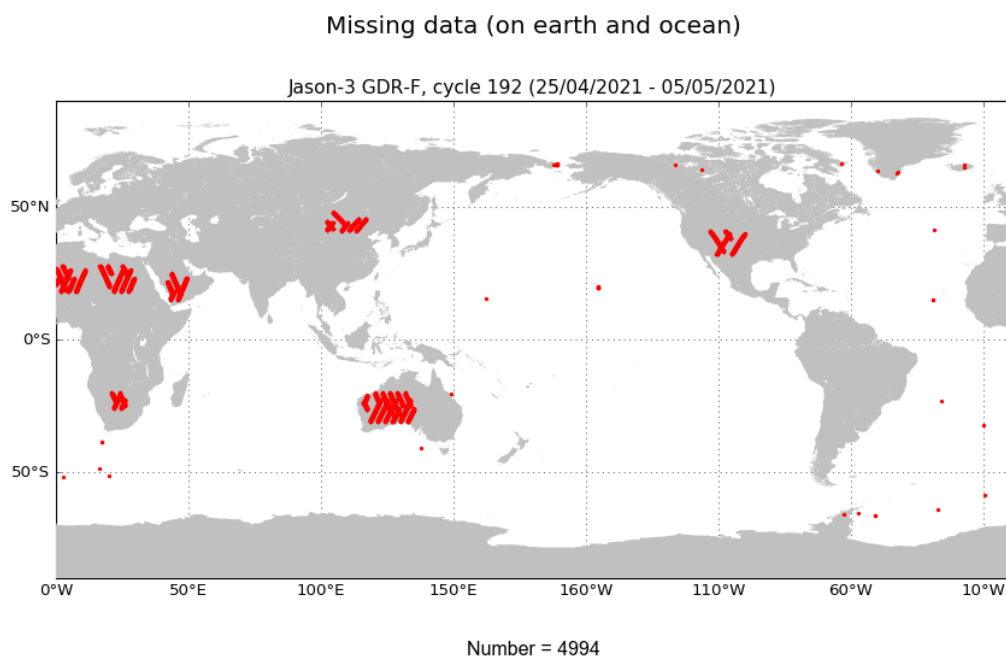 Missing data (on earth and ocean)
Jason-3 GDR-F, cycle 192 (25/04/2021 - 05/05/2021)
50°N
0°S
50°S
0°W 50°E 100°E 150°E 160°W 110°W 60°W 10°W
Number = 4994